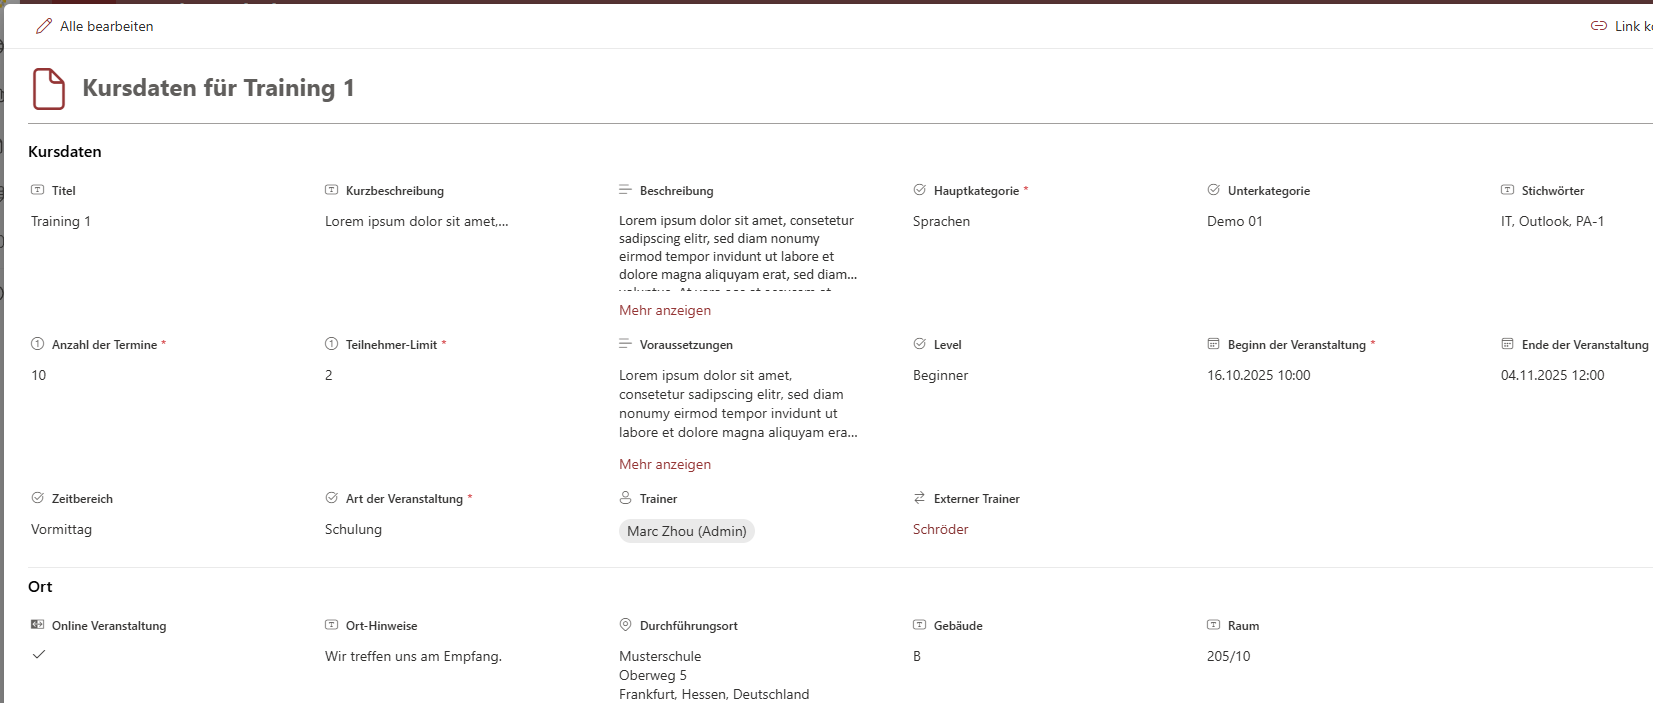 Alle bearbeiten
Link
Kursdaten für Training 1
Kursdaten
Titel
Training 1
Kurzbeschreibung
Lorem ipsum dolor sit amet,...
Beschreibung
Lorem ipsum dolor sit amet, consetetur
sadipscing elitr, sed diam nonumy
eirmod tempor invidunt ut labore et
dolore magna aliquyam erat, sed diam...
Mehr anzeigen
Hauptkategorie *
Sprachen
Unterkategorie
Demo 01
Stichwörter
IT, Outlook, PA-1
Anzahl der Termine *
10
Teilnehmer-Limit *
2
Voraussetzungen
Lorem ipsum dolor sit amet,
consetetur sadipscing elitr, sed diam
nonumy eirmod tempor invidunt ut
labore et dolore magna aliquyam era...
Mehr anzeigen
Level
Beginner
Beginn der Veranstaltung *
16.10.2025 10:00
Ende der Veranstaltung
04.11.2025 12:00
Zeitbereich
Vormittag
Art der Veranstaltung *
Schulung
Trainer
Marc Zhou (Admin)
Externer Trainer
Schröder
Ort
Online Veranstaltung
Ort-Hinweise
Wir treffen uns am Empfang.
Durchführungsort
Musterschule
Oberweg 5
Frankfurt, Hessen, Deutschland
Gebäude
B
Raum
205/10